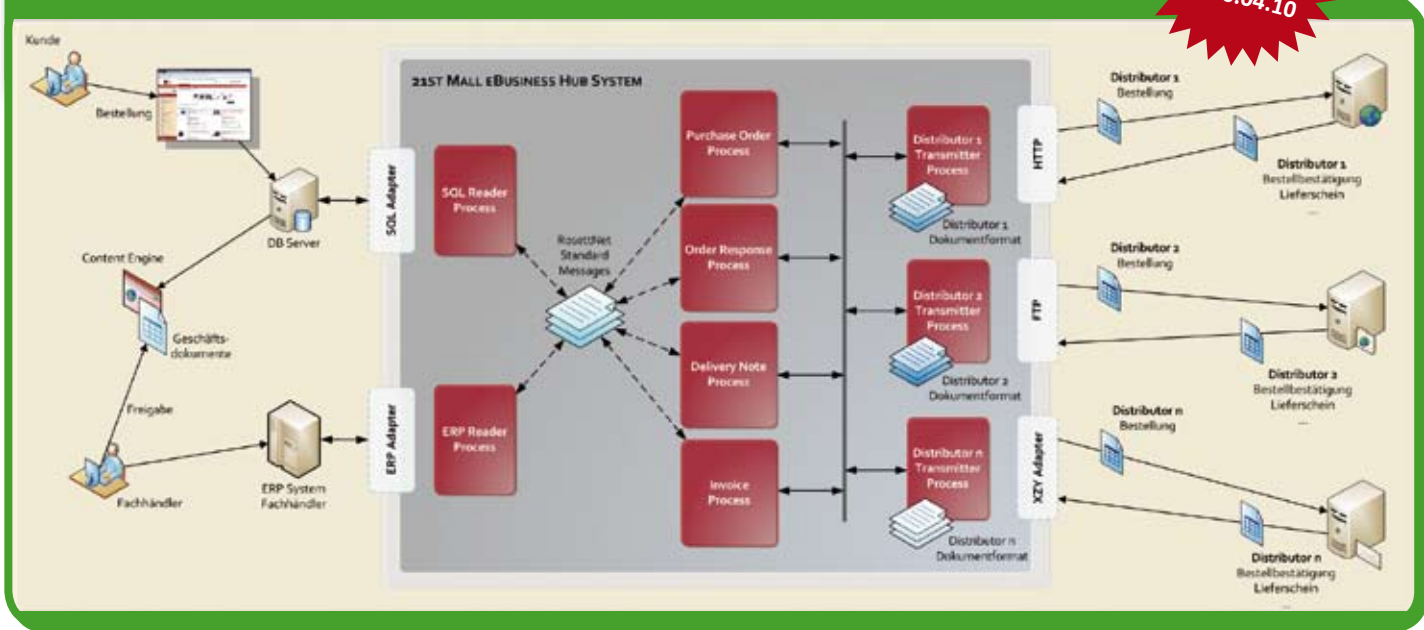 .04.10
Kunde
Bestellung
DB Server
Content Engine
Geschäfts-
dokumente
Freigabe
Fachhändler
ERP System
Fachhändler
SQL Adapter
ERP Adapter
21ST MALL EBUSINESS HUB SYSTEM
SQL Reader
Process
ERP Reader
Process
RosettNet
Standard
Messages
Purchase Order
Process
Order Response
Process
Delivery Note
Process
Invoice
Process
Distributor 1
Transmitter
Process
Distributor 1
Dokumentformat
Distributor 2
Transmitter
Process
Distributor 2
Dokumentformat
Distributor n
Transmitter
Process
Distributor n
Dokumentformat
HTTP
FTP
XZY Adapter
Distributor 1
Bestellung
Distributor 1
Bestellbestätigung
Lieferschein
...
Distributor 2
Bestellung
Distributor 2
Bestellbestätigung
Lieferschein
...
Distributor n
Bestellung
Distributor n
Bestellbestätigung
Lieferschein
...